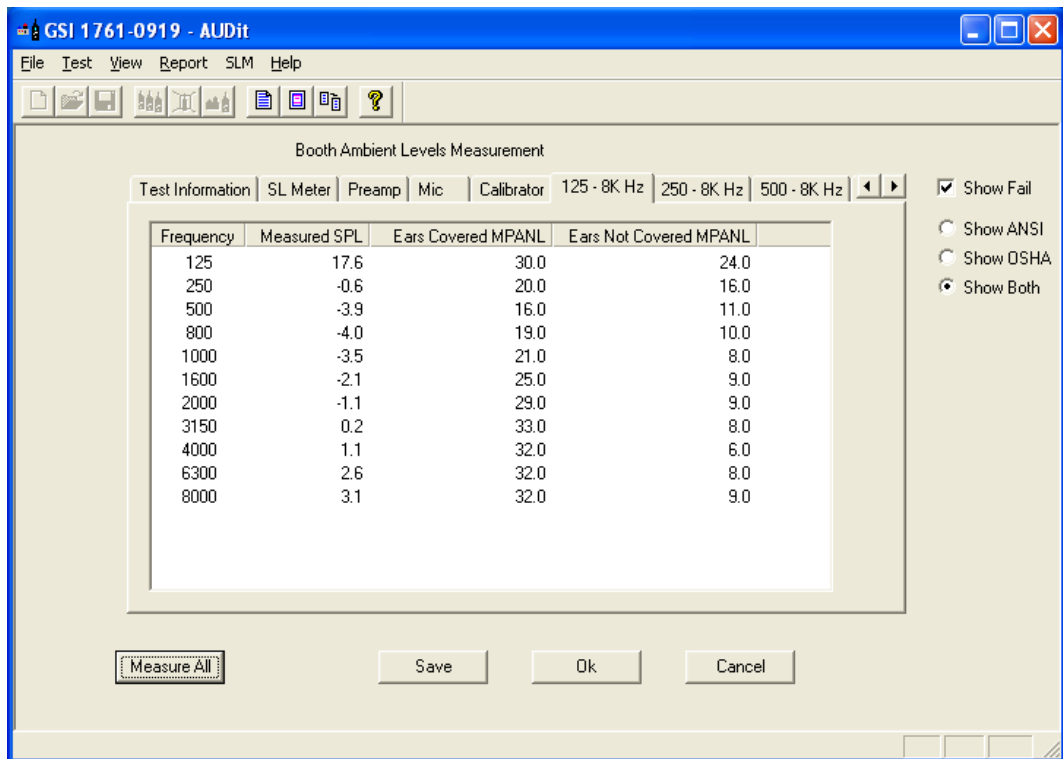 GSI 1761-0919 - AUDit
File Test View Report SLM Help
Booth Ambient Levels Measurement
Test Information SL Meter Preamp Mic Calibrator 125 - 8K Hz 250 - 8K Hz 500 - 8K Hz
Show Fail
Show ANSI
Show OSHA
Show Both
Frequency Measured SPL Ears Covered MPANL Ears Not Covered MPANL
125 17.6 30.0 24.0
250 -0.6 20.0 16.0
500 -3.9 16.0 11.0
800 -4.0 19.0 10.0
1000 -3.5 21.0 8.0
1600 -2.1 25.0 9.0
2000 -1.1 29.0 9.0
3150 0.2 33.0 8.0
4000 1.1 32.0 6.0
6300 2.6 32.0 8.0
8000 3.1 32.0 9.0
Measure All Save Ok Cancel